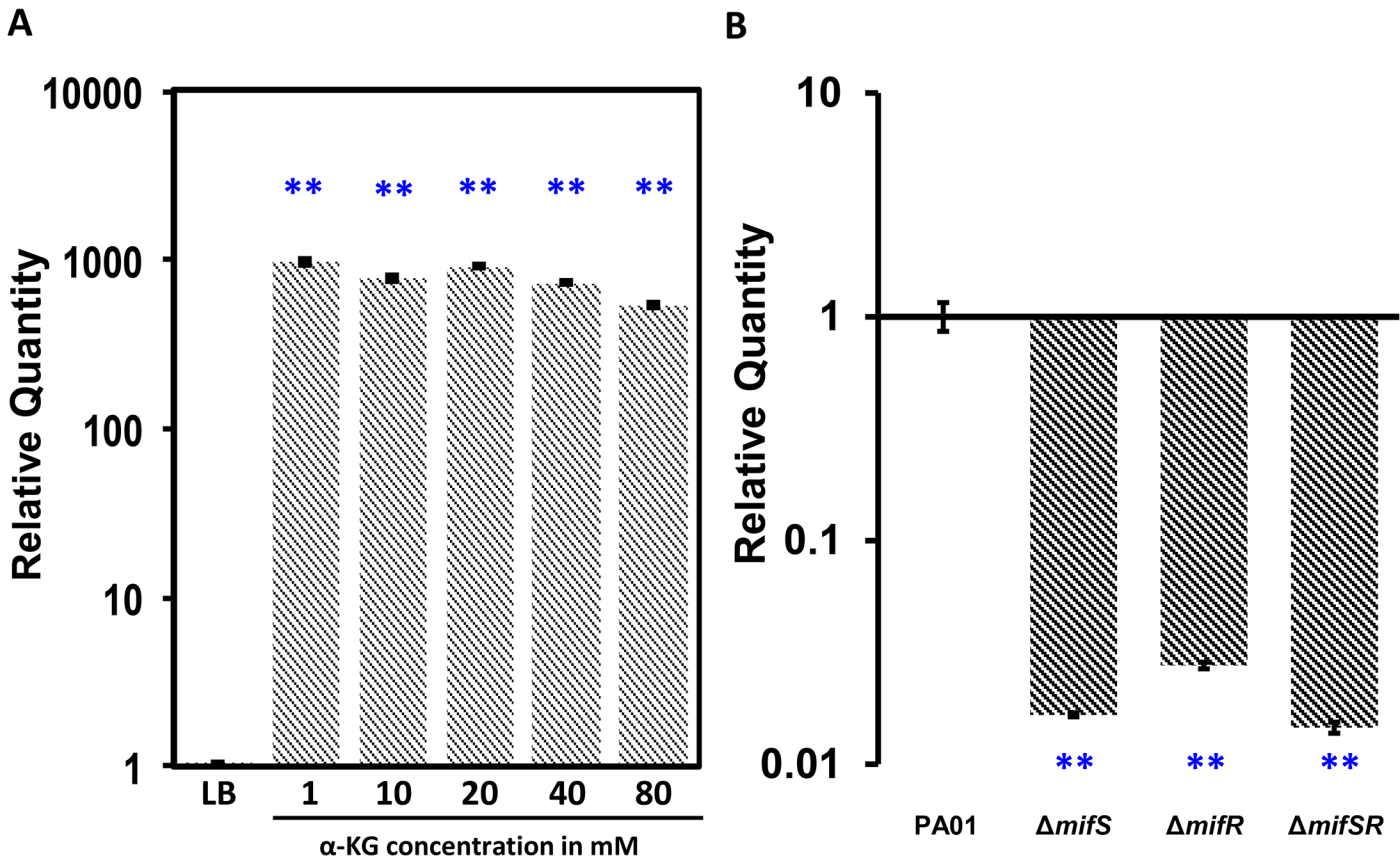 A
Relative Quantity
10000
1000
100
10
1
** ** ** ** **
LB 1 10 20 40 80
α-KG concentration in mM
B
Relative Quantity
10
1
0.1
0.01
** ** **
PA01 ΔmifS ΔmifR ΔmifSR